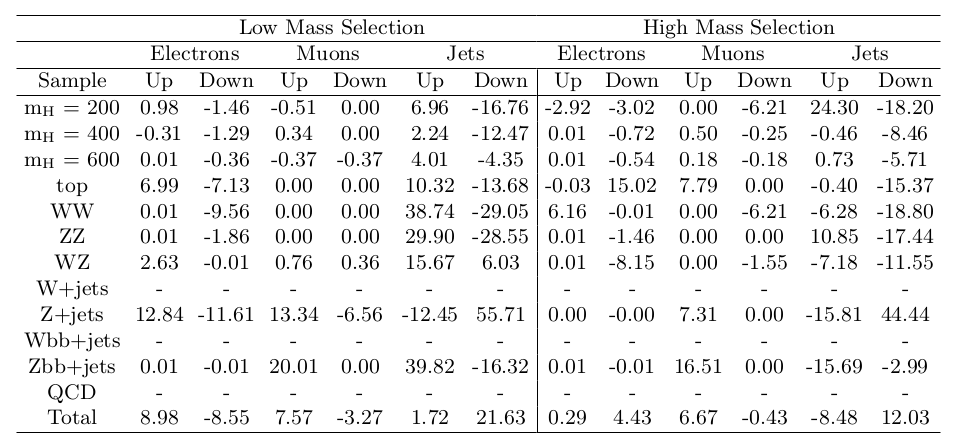 Low Mass Selection High Mass Selection
Electrons Muons Jets Electrons Muons Jets
Sample Up Down Up Down Up Down Up Down Up Down Up Down
m_H = 200 0.98 -1.46 -0.51 0.00 6.96 -16.76 -2.92 -3.02 0.00 -6.21 24.30 -18.20
m_H = 400 -0.31 -1.29 0.34 0.00 2.24 -12.47 0.01 -0.72 0.50 -0.25 -0.46 -8.46
m_H = 600 0.01 -0.36 -0.37 -0.37 4.01 -4.35 0.01 -0.54 0.18 -0.18 0.73 -5.71
top 6.99 -7.13 0.00 0.00 10.32 -13.68 -0.03 15.02 7.79 0.00 -0.40 -15.37
WW 0.01 -9.56 0.00 0.00 38.74 -29.05 6.16 -0.01 0.00 -6.21 -6.28 -18.80
ZZ 0.01 -1.86 0.00 0.00 29.90 -28.55 0.01 -1.46 0.00 0.00 10.85 -17.44
WZ 2.63 -0.01 0.76 0.36 15.67 6.03 0.01 -8.15 0.00 -1.55 -7.18 -11.55
W+jets - - - - - - - - - - - -
Z+jets 12.84 -11.61 13.34 -6.56 -12.45 55.71 0.00 -0.00 7.31 0.00 -15.81 44.44
Wbb+jets - - - - - - - - - - - -
Zbb+jets 0.01 -0.01 20.01 0.00 39.82 -16.32 0.01 -0.01 16.51 0.00 -15.69 -2.99
QCD - - - - - - - - - - - -
Total 8.98 -8.55 7.57 -3.27 1.72 21.63 0.29 4.43 6.67 -0.43 -8.48 12.03